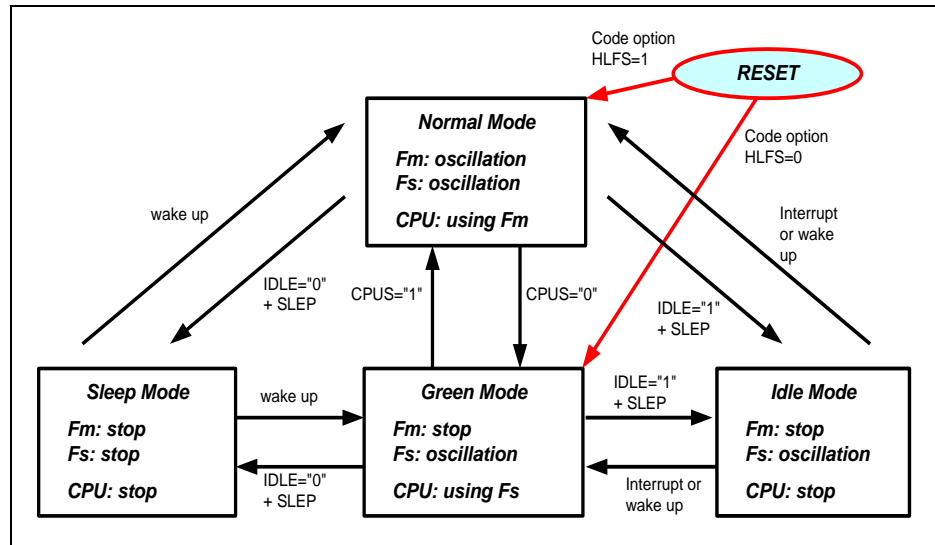 Code option
HLFS=1
RESET
Normal Mode
Fm: oscillation
Fs: oscillation
CPU: using Fm
Code option
HLFS=0
wake up
Interrupt
or wake
up
IDLE="0"
+ SLEP
CPUS="1"
CPUS="0"
IDLE="1"
+ SLEP
Sleep Mode
Fm: stop
Fs: stop
CPU: stop
wake up
IDLE="0"
+ SLEP
Green Mode
Fm: stop
Fs: oscillation
CPU: using Fs
IDLE="1"
+ SLEP
Interrupt or
wake up
Idle Mode
Fm: stop
Fs: oscillation
CPU: stop